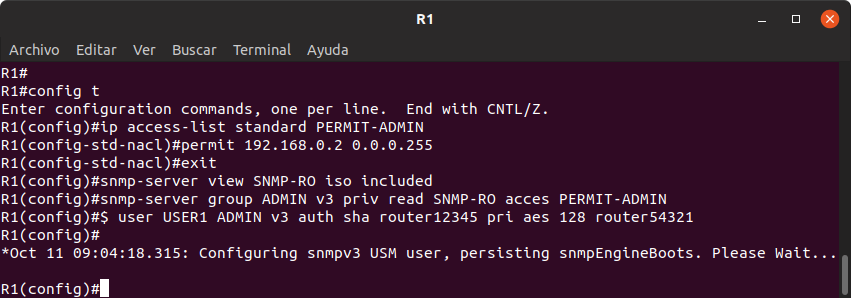 R1
Archivo Editar Ver Buscar Terminal Ayuda
R1#
R1#config t
Enter configuration commands, one per line.  End with CNTL/Z.
R1(config)#ip access-list standard PERMIT-ADMIN
R1(config-std-nacl)#permit 192.168.0.2 0.0.0.255
R1(config-std-nacl)#exit
R1(config)#snmp-server view SNMP-RO iso included
R1(config)#snmp-server group ADMIN v3 priv read SNMP-RO acces PERMIT-ADMIN
R1(config)#$ user USER1 ADMIN v3 auth sha router12345 pri aes 128 router54321
R1(config)#
*Oct 11 09:04:18.315: Configuring snmpv3 USM user, persisting snmpEngineBoots. Please Wait...
R1(config)#